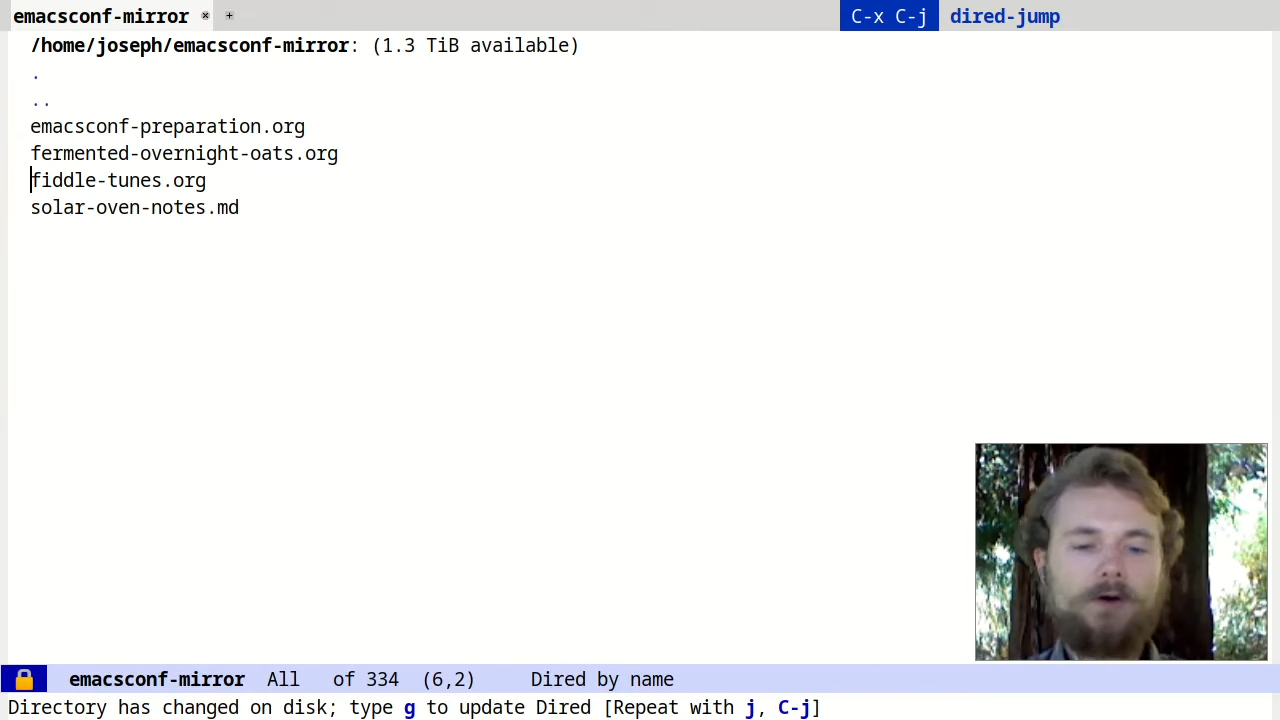 emacsconf-mirror
C-x C-j dired-jump
/home/joseph/emacsconf-mirror: (1.3 TiB available)
.
..
emacsconf-preparation.org
fermented-overnight-oats.org
fiddle-tunes.org
solar-oven-notes.md
emacsconf-mirror All of 334 (6,2) Dired by name
Directory has changed on disk; type g to update Dired [Repeat with j, C-j]